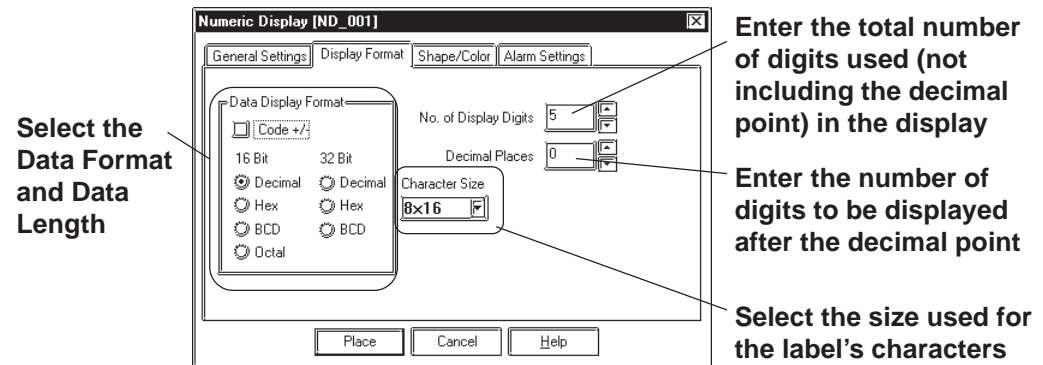 Numeric Display [ND_001]
General Settings
Display Format
Shape/Color
Alarm Settings
Data Display Format
Code +/-
16 Bit
32 Bit
Decimal
Decimal
Hex
Hex
BCD
BCD
Octal
No. of Display Digits
5
Decimal Places
0
Character Size
8×16
Place
Cancel
Help
Select the
Data Format
and Data
Length
Enter the total number
of digits used (not
including the decimal
point) in the display
Enter the number of
digits to be displayed
after the decimal point
Select the size used for
the label's characters